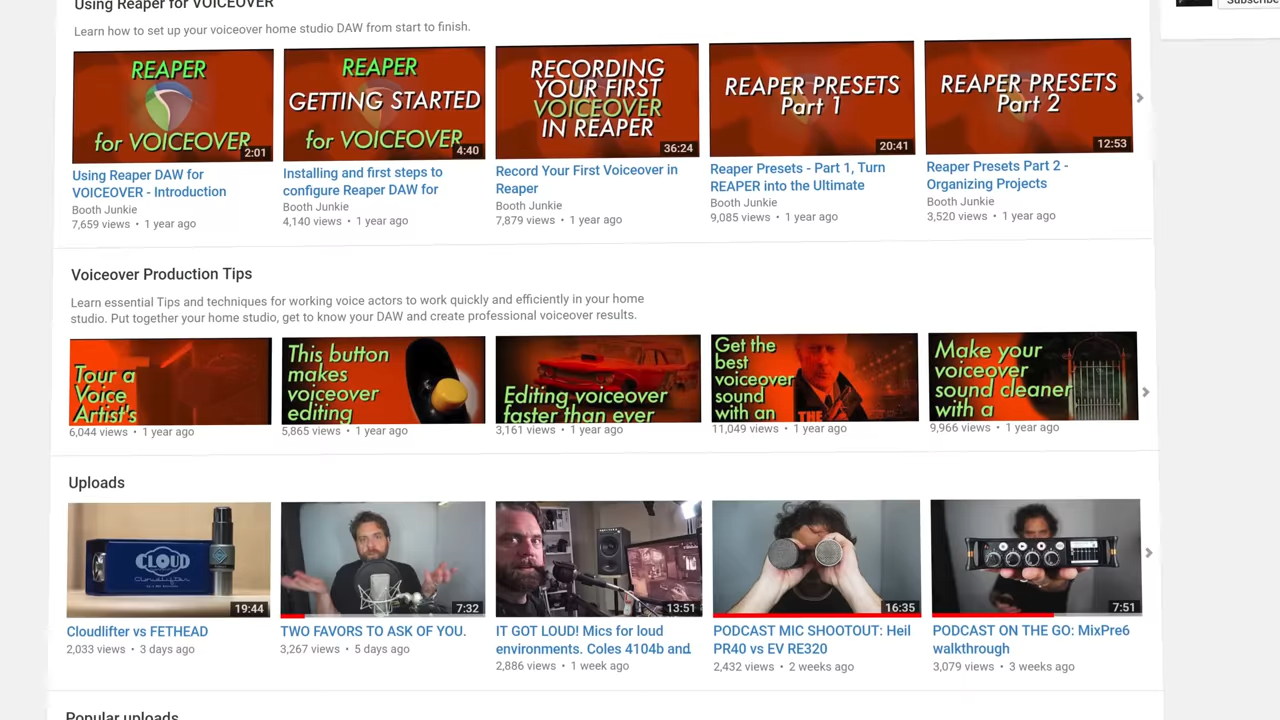 Using Reaper for VOICEOVER
Subscribe
Learn how to set up your voiceover home studio DAW from start to finish.
REAPER
for VOICEOVER
2:01
REAPER
GETTING STARTED
for VOICEOVER
4:40
RECORDING
YOUR FIRST
VOICEOVER
IN REAPER
36:24
REAPER PRESETS
Part 1
20:41
REAPER PRESETS
Part 2
12:53
Using Reaper DAW for
VOICEOVER - Introduction
Booth Junkie
7,659 views • 1 year ago
Installing and first steps to
configure Reaper DAW for
Booth Junkie
4,140 views • 1 year ago
Record Your First Voiceover in
Reaper
Booth Junkie
7,879 views • 1 year ago
Reaper Presets - Part 1, Turn
REAPER into the Ultimate
Booth Junkie
9,085 views • 1 year ago
Reaper Presets Part 2 -
Organizing Projects
Booth Junkie
3,520 views • 1 year ago
Voiceover Production Tips
Learn essential Tips and techniques for working voice actors to work quickly and efficiently in your home
studio. Put together your home studio, get to know your DAW and create professional voiceover results.
Tour a
Voice
Artist's
6,044 views • 1 year ago
This button
makes
voiceover
editing
5,865 views • 1 year ago
Editing voiceover
faster than ever
3,161 views • 1 year ago
Get the
best
voiceover
sound
with an
THE
11,049 views • 1 year ago
Make your
voiceover
sound cleaner
with a
9,966 views • 1 year ago
Uploads
CLOUD
Cloudlifter
19:44
7:32
13:51
16:35
7:51
Cloudlifter vs FETHEAD
2,033 views • 3 days ago
TWO FAVORS TO ASK OF YOU.
3,267 views • 5 days ago
IT GOT LOUD! Mics for loud
environments. Coles 4104b and
2,886 views • 1 week ago
PODCAST MIC SHOOTOUT: Heil
PR40 vs EV RE320
2,432 views • 2 weeks ago
PODCAST ON THE GO: MixPre6
walkthrough
3,079 views • 3 weeks ago
Popular uploads